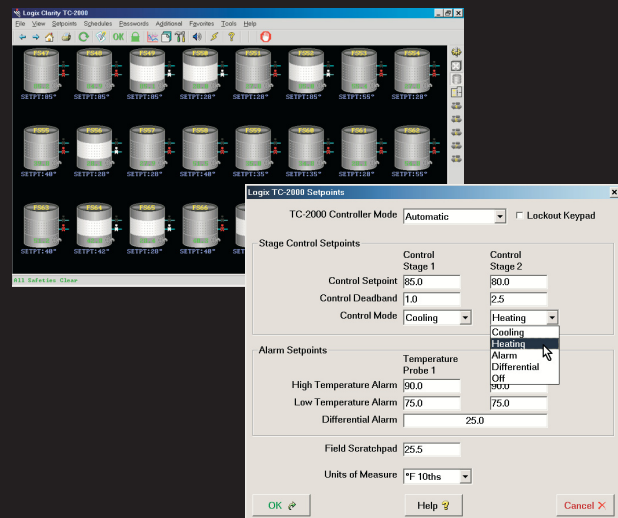 Logix Clarity TC-2000
File View Setpoints Schedules Passwords Additional Favorites Tools Help
OK
FS47 FS48 FS49 FS50 FS51 FS52 FS53 FS54
SETPT:85° SETPT:85° SETPT:85° SETPT:28° SETPT:28° SETPT:28° SETPT:55° SETPT:28°
FS55 FS56 FS57 FS58 FS59 FS60 FS61 FS62
SETPT:40° SETPT:28° SETPT:85° SETPT:40° SETPT:35° SETPT:35° SETPT:28° SETPT:55°
FS63 FS64 FS65 FS66
SETPT:40° SETPT:42° SETPT:28°
All Safeties Clear
Logix TC-2000 Setpoints
TC-2000 Controller Mode Automatic Lockout Keypad
Stage Control Setpoints
Control Stage 1 Control Stage 2
Control Setpoint 85.0 80.0
Control Deadband 1.0 2.5
Control Mode Cooling Heating
Cooling
Heating
Alarm
Differential
Off
Alarm Setpoints
Temperature Probe 1
High Temperature Alarm 90.0 90.0
Low Temperature Alarm 75.0 75.0
Differential Alarm 25.0
Field Scratchpad 25.5
Units of Measure °F 10ths
OK Help Cancel